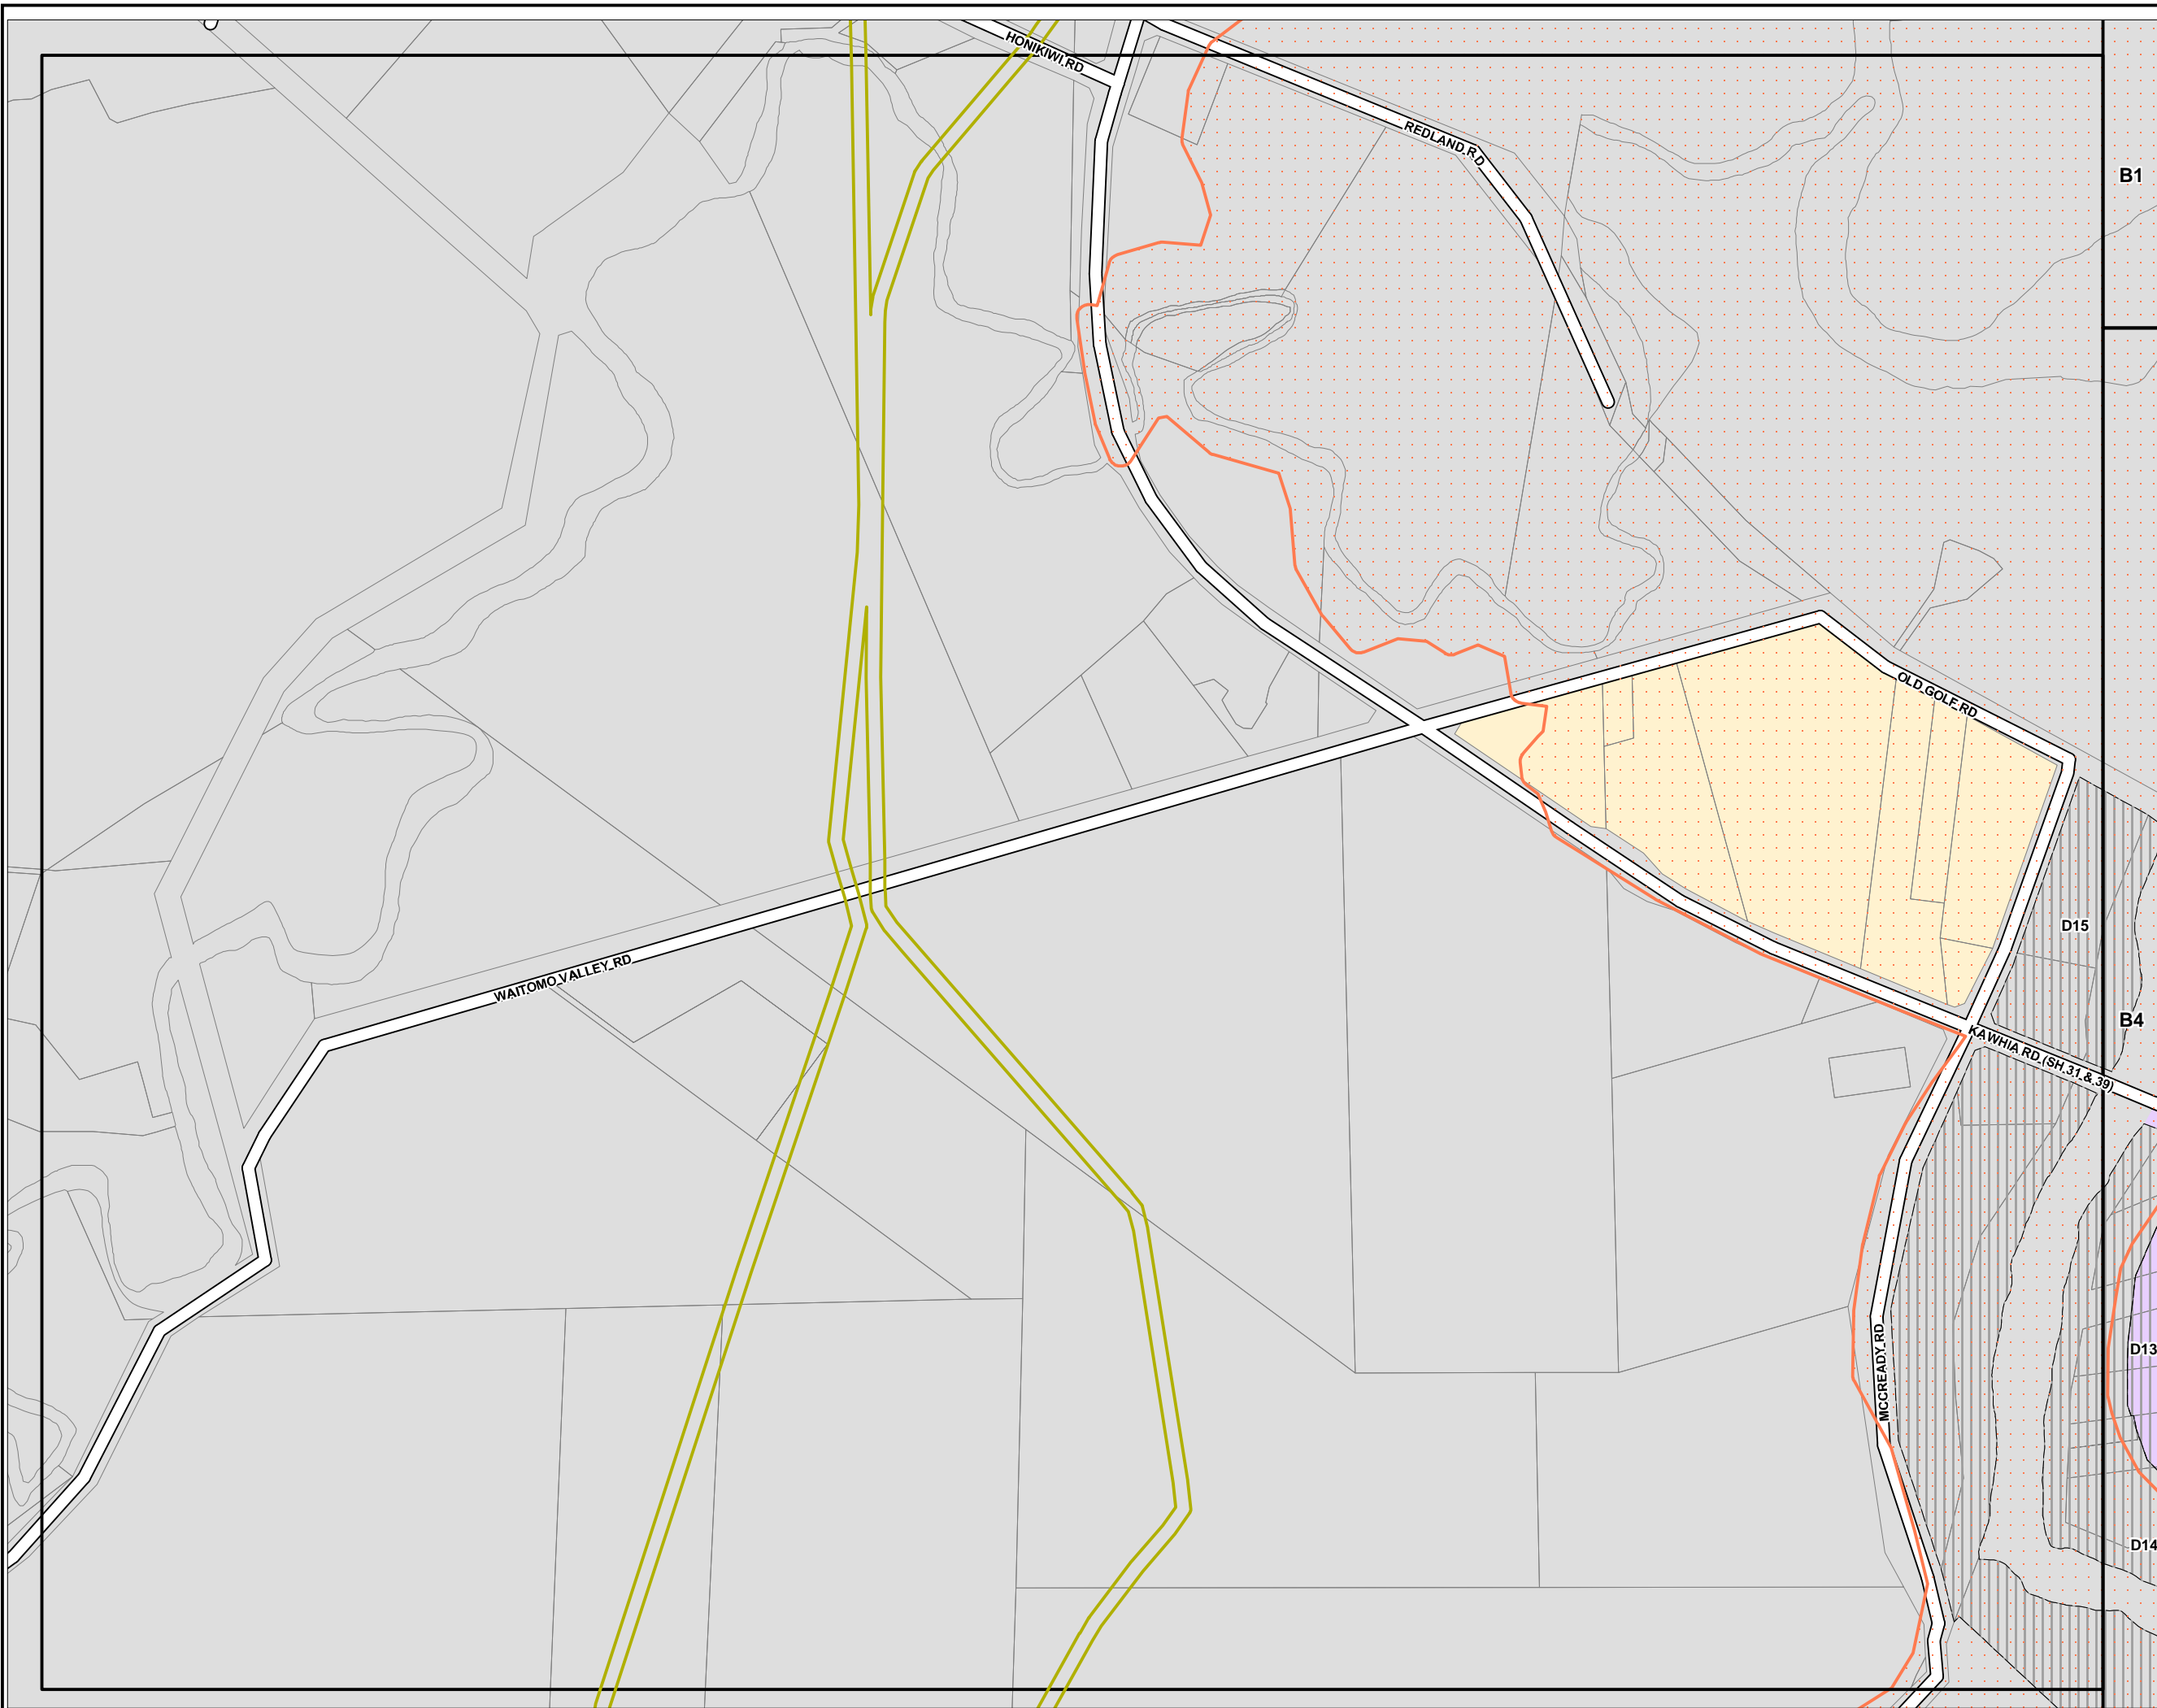 HONIKIWI RD
REDLAND RD
B1
OLD GOLF RD
D15
WAITOMO VALLEY RD
B4
KAWHIA RD (SH 31 & 39)
MCCREADY RD
D13
D14